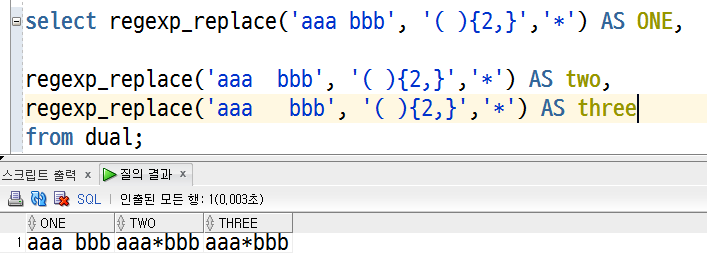 select regexp_replace('aaa bbb', '( ){2,}','*') AS ONE,
regexp_replace('aaa  bbb', '( ){2,}','*') AS two,
regexp_replace('aaa   bbb', '( ){2,}','*') AS three
from dual;
스크립트 출력 × 질의 결과 ×
SQL | 인출된 모든 행: 1(0,003초)
ONE TWO THREE
1 aaa bbb aaa*bbb aaa*bbb